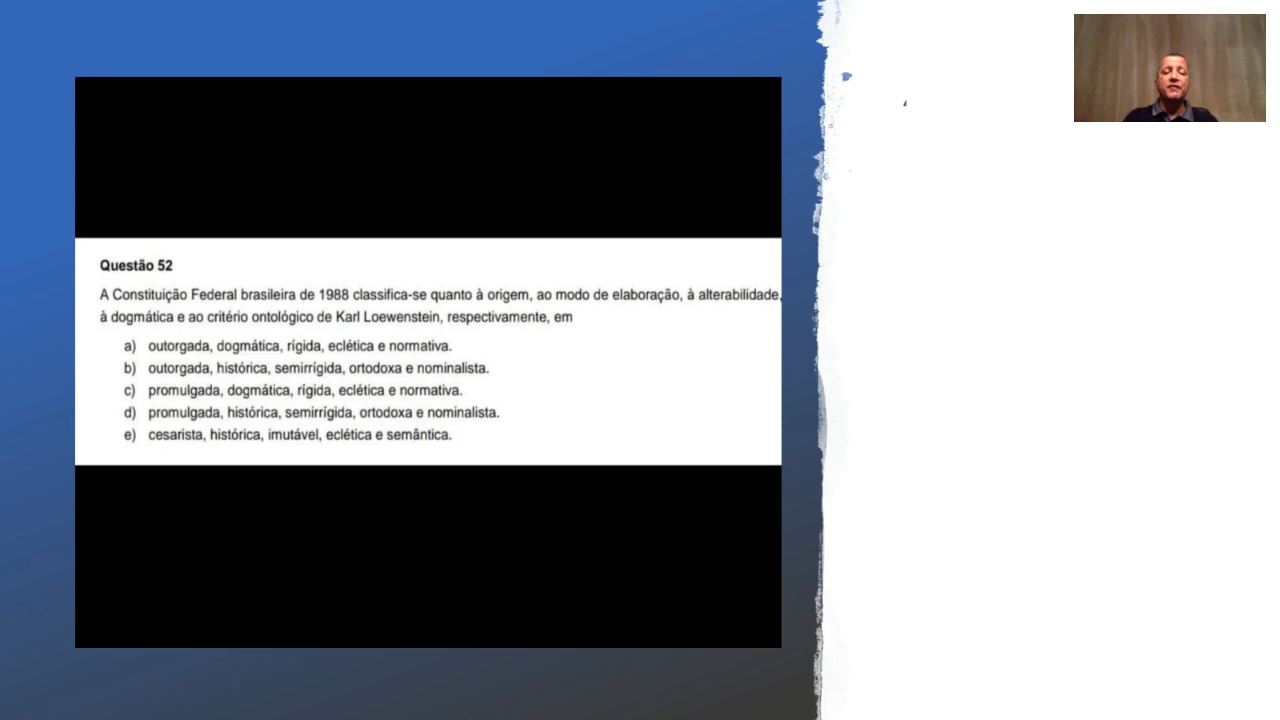 Questão 52
A Constituição Federal brasileira de 1988 classifica-se quanto à origem, ao modo de elaboração, à alterabilidade,
à dogmática e ao critério ontológico de Karl Loewenstein, respectivamente, em
a) outorgada, dogmática, rígida, eclética e normativa.
b) outorgada, histórica, semirrígida, ortodoxa e nominalista.
c) promulgada, dogmática, rígida, eclética e normativa.
d) promulgada, histórica, semirrígida, ortodoxa e nominalista.
e) cesarista, histórica, imutável, eclética e semântica.